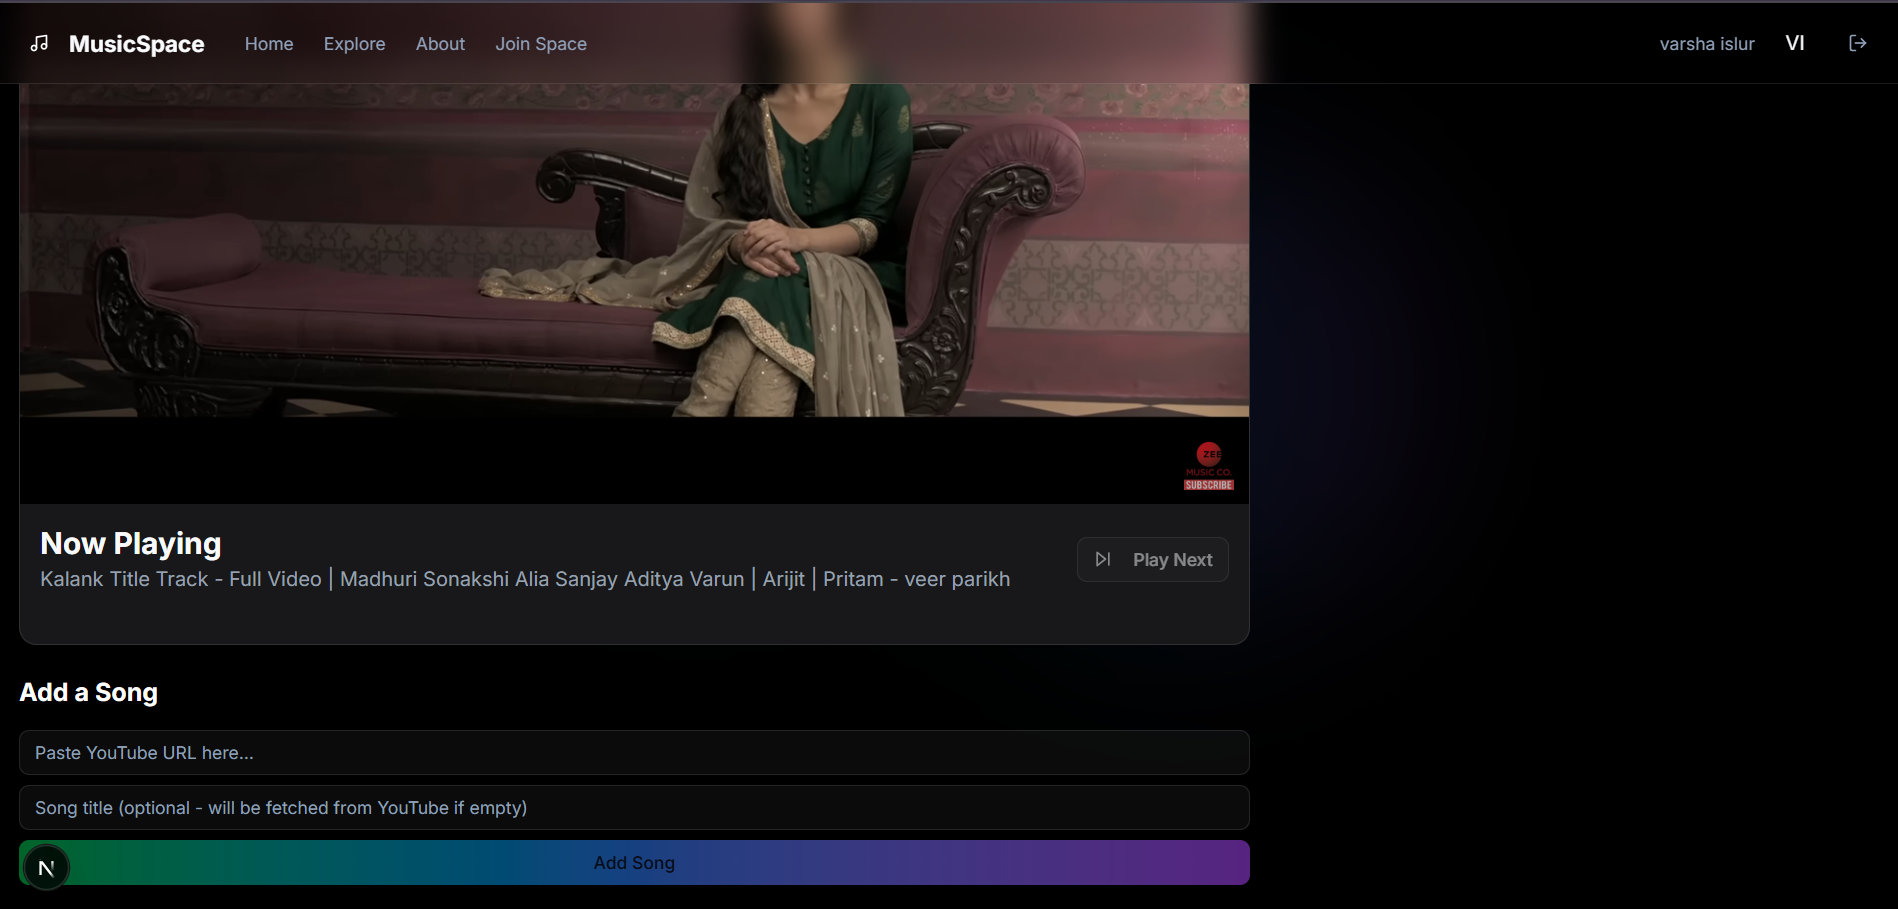 MusicSpace
Home
Explore
About
Join Space
varsha islur
VI
ZEE
MUSIC CO.
SUBSCRIBE
Now Playing
Kalank Title Track - Full Video | Madhuri Sonakshi Alia Sanjay Aditya Varun | Arijit | Pritam - veer parikh
Play Next
Add a Song
Paste YouTube URL here...
Song title (optional - will be fetched from YouTube if empty)
Add Song
N